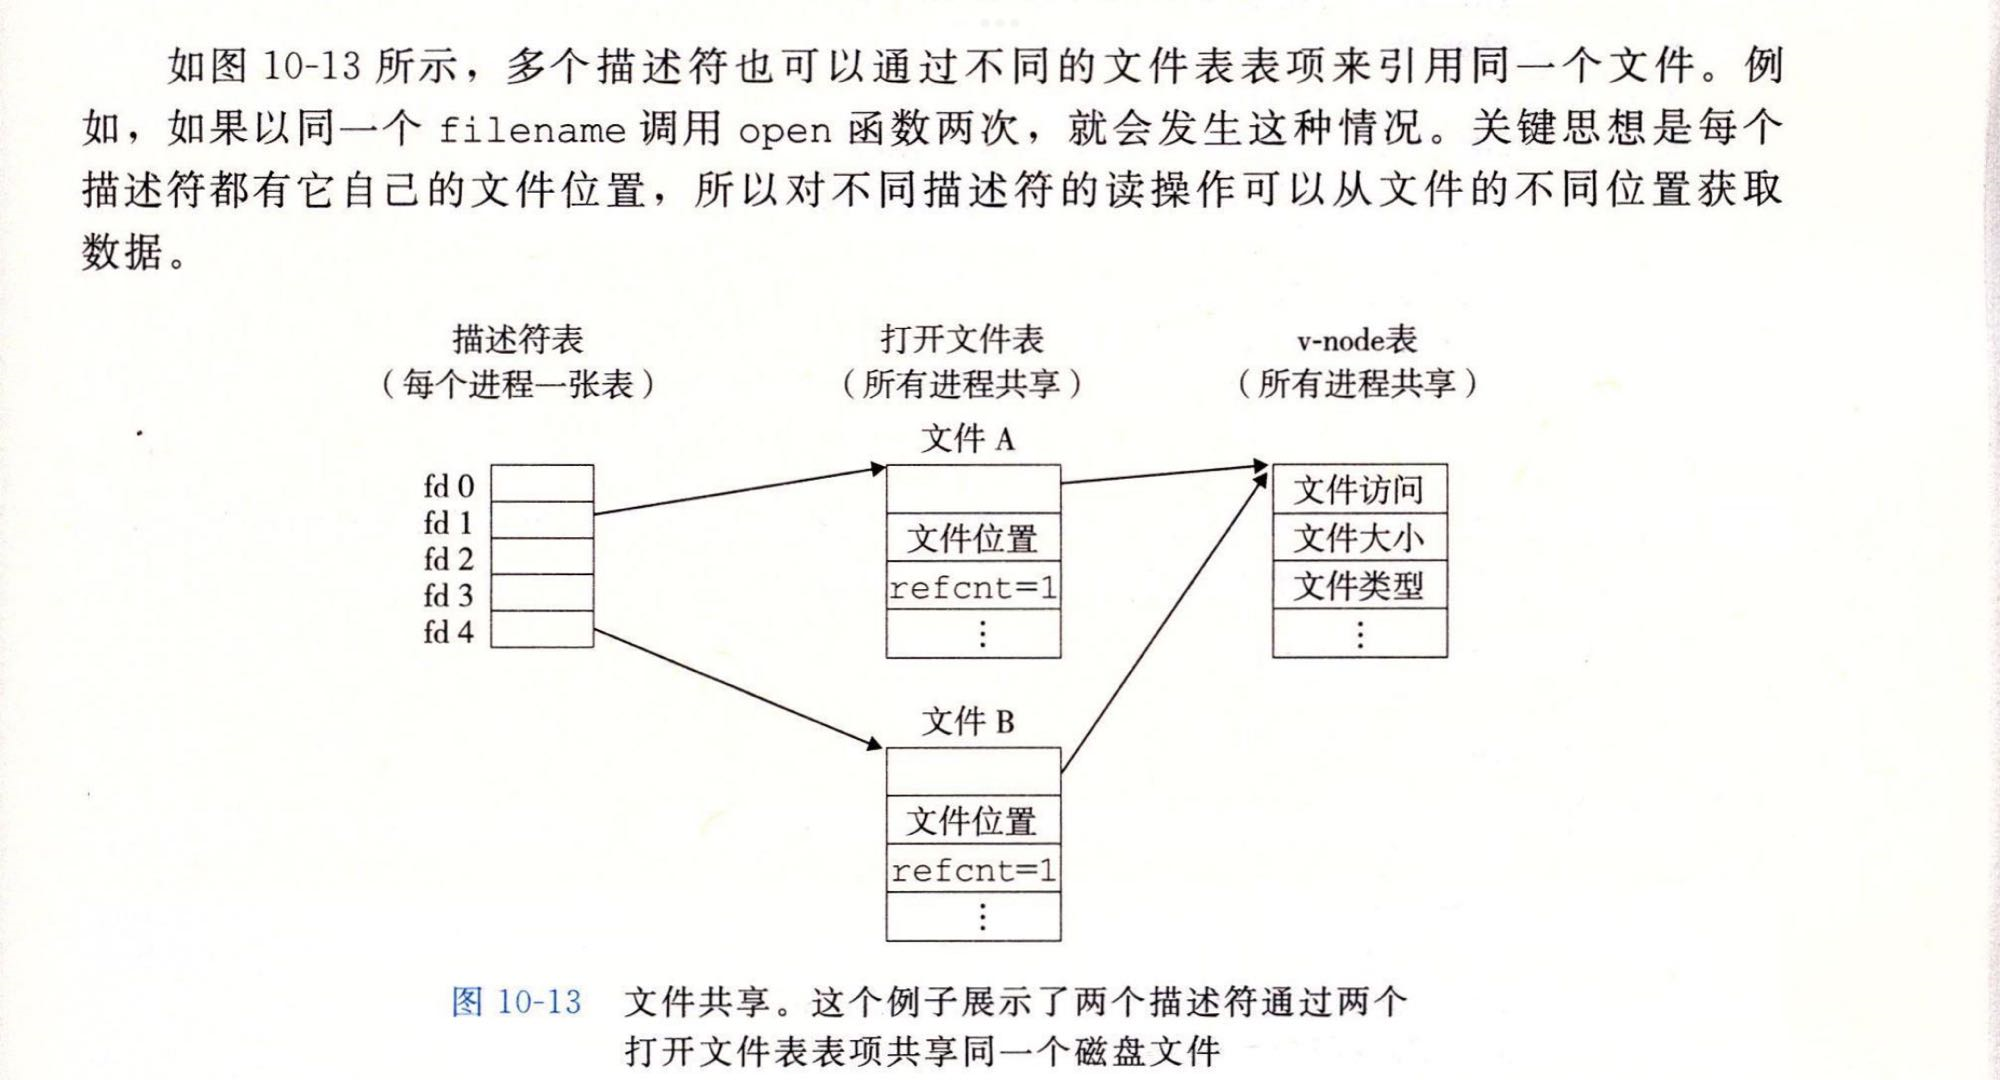 如图 10-13 所示，多个描述符也可以通过不同的文件表表项来引用同一个文件。例
如，如果以同一个 filename 调用 open 函数两次，就会发生这种情况。关键思想是每个
描述符都有它自己的文件位置，所以对不同描述符的读操作可以从文件的不同位置获取
数据。
描述符表
（每个进程一张表）
打开文件表
（所有进程共享）
v-node表
（所有进程共享）
fd 0
fd 1
fd 2
fd 3
fd 4
文件 A
文件位置
refcnt=1
⋮
文件访问
文件大小
文件类型
⋮
文件 B
文件位置
refcnt=1
⋮
图 10-13 文件共享。这个例子展示了两个描述符通过两个
打开文件表表项共享同一个磁盘文件